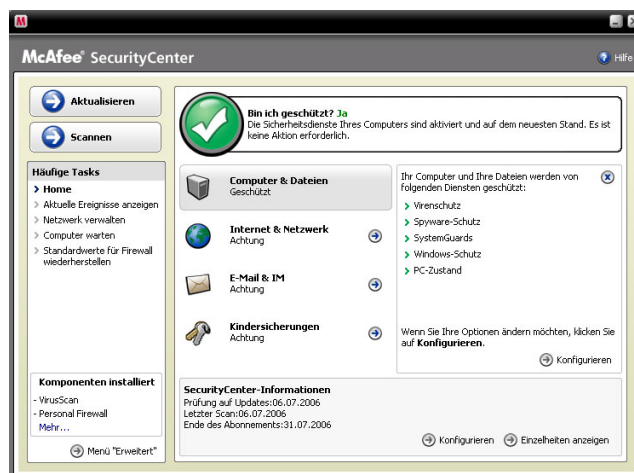 McAfee® SecurityCenter
Hilfe
Aktualisieren
Scannen
Häufige Tasks
Home
Aktuelle Ereignisse anzeigen
Netzwerk verwalten
Computer warten
Standardwerte für Firewall
wiederherstellen
Komponenten installiert
- VirusScan
- Personal Firewall
Mehr...
Menü "Erweitert"
Bin ich geschützt? Ja
Die Sicherheitsdienste Ihres Computers sind aktiviert und auf dem neuesten Stand. Es ist
keine Aktion erforderlich.
Computer & Dateien
Geschützt
Internet & Netzwerk
Achtung
E-Mail & IM
Achtung
Kindersicherungen
Achtung
Ihr Computer und Ihre Dateien werden von
folgenden Diensten geschützt:
Virenschutz
Spyware-Schutz
SystemGuards
Windows-Schutz
PC-Zustand
Wenn Sie Ihre Optionen ändern möchten, klicken Sie
auf Konfigurieren.
Konfigurieren
SecurityCenter-Informationen
Prüfung auf Updates:06.07.2006
Letzter Scan:06.07.2006
Ende des Abonnements:31.07.2006
Konfigurieren
Einzelheiten anzeigen